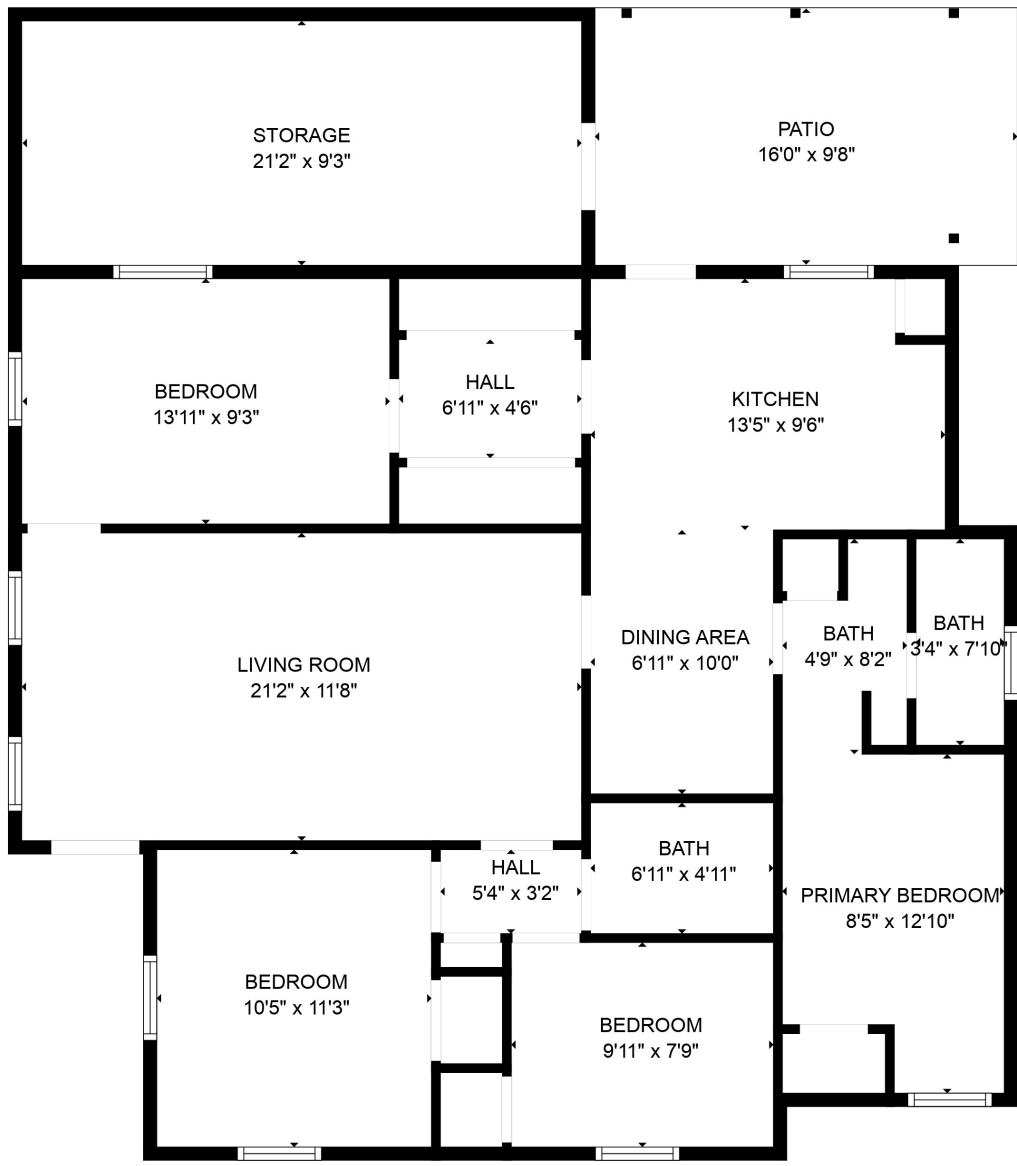 STORAGE
21'2" x 9'3"
PATIO
16'0" x 9'8"
BEDROOM
13'11" x 9'3"
HALL
6'11" x 4'6"
KITCHEN
13'5" x 9'6"
LIVING ROOM
21'2" x 11'8"
DINING AREA
6'11" x 10'0"
BATH
4'9" x 8'2"
BATH
3'4" x 7'10"
HALL
5'4" x 3'2"
BATH
6'11" x 4'11"
PRIMARY BEDROOM
8'5" x 12'10"
BEDROOM
10'5" x 11'3"
BEDROOM
9'11" x 7'9"